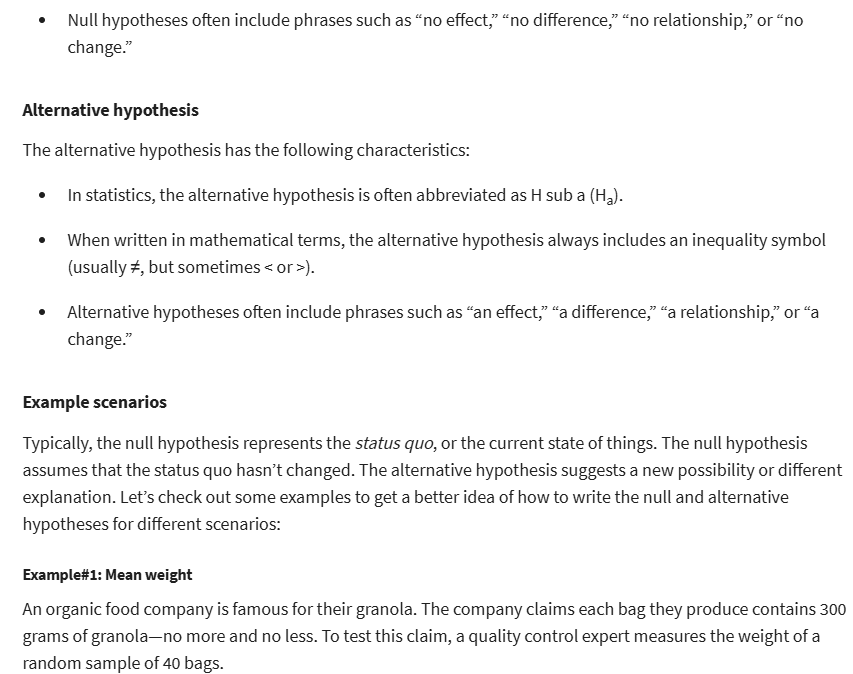 • Null hypotheses often include phrases such as “no effect,” “no difference,” “no relationship,” or “no
change.”
Alternative hypothesis
The alternative hypothesis has the following characteristics:
• In statistics, the alternative hypothesis is often abbreviated as H sub a (Hₐ).
• When written in mathematical terms, the alternative hypothesis always includes an inequality symbol
(usually ≠, but sometimes < or >).
• Alternative hypotheses often include phrases such as “an effect,” “a difference,” “a relationship,” or “a
change.”
Example scenarios
Typically, the null hypothesis represents the status quo, or the current state of things. The null hypothesis
assumes that the status quo hasn’t changed. The alternative hypothesis suggests a new possibility or different
explanation. Let’s check out some examples to get a better idea of how to write the null and alternative
hypotheses for different scenarios:
Example#1: Mean weight
An organic food company is famous for their granola. The company claims each bag they produce contains 300
grams of granola—no more and no less. To test this claim, a quality control expert measures the weight of a
random sample of 40 bags.